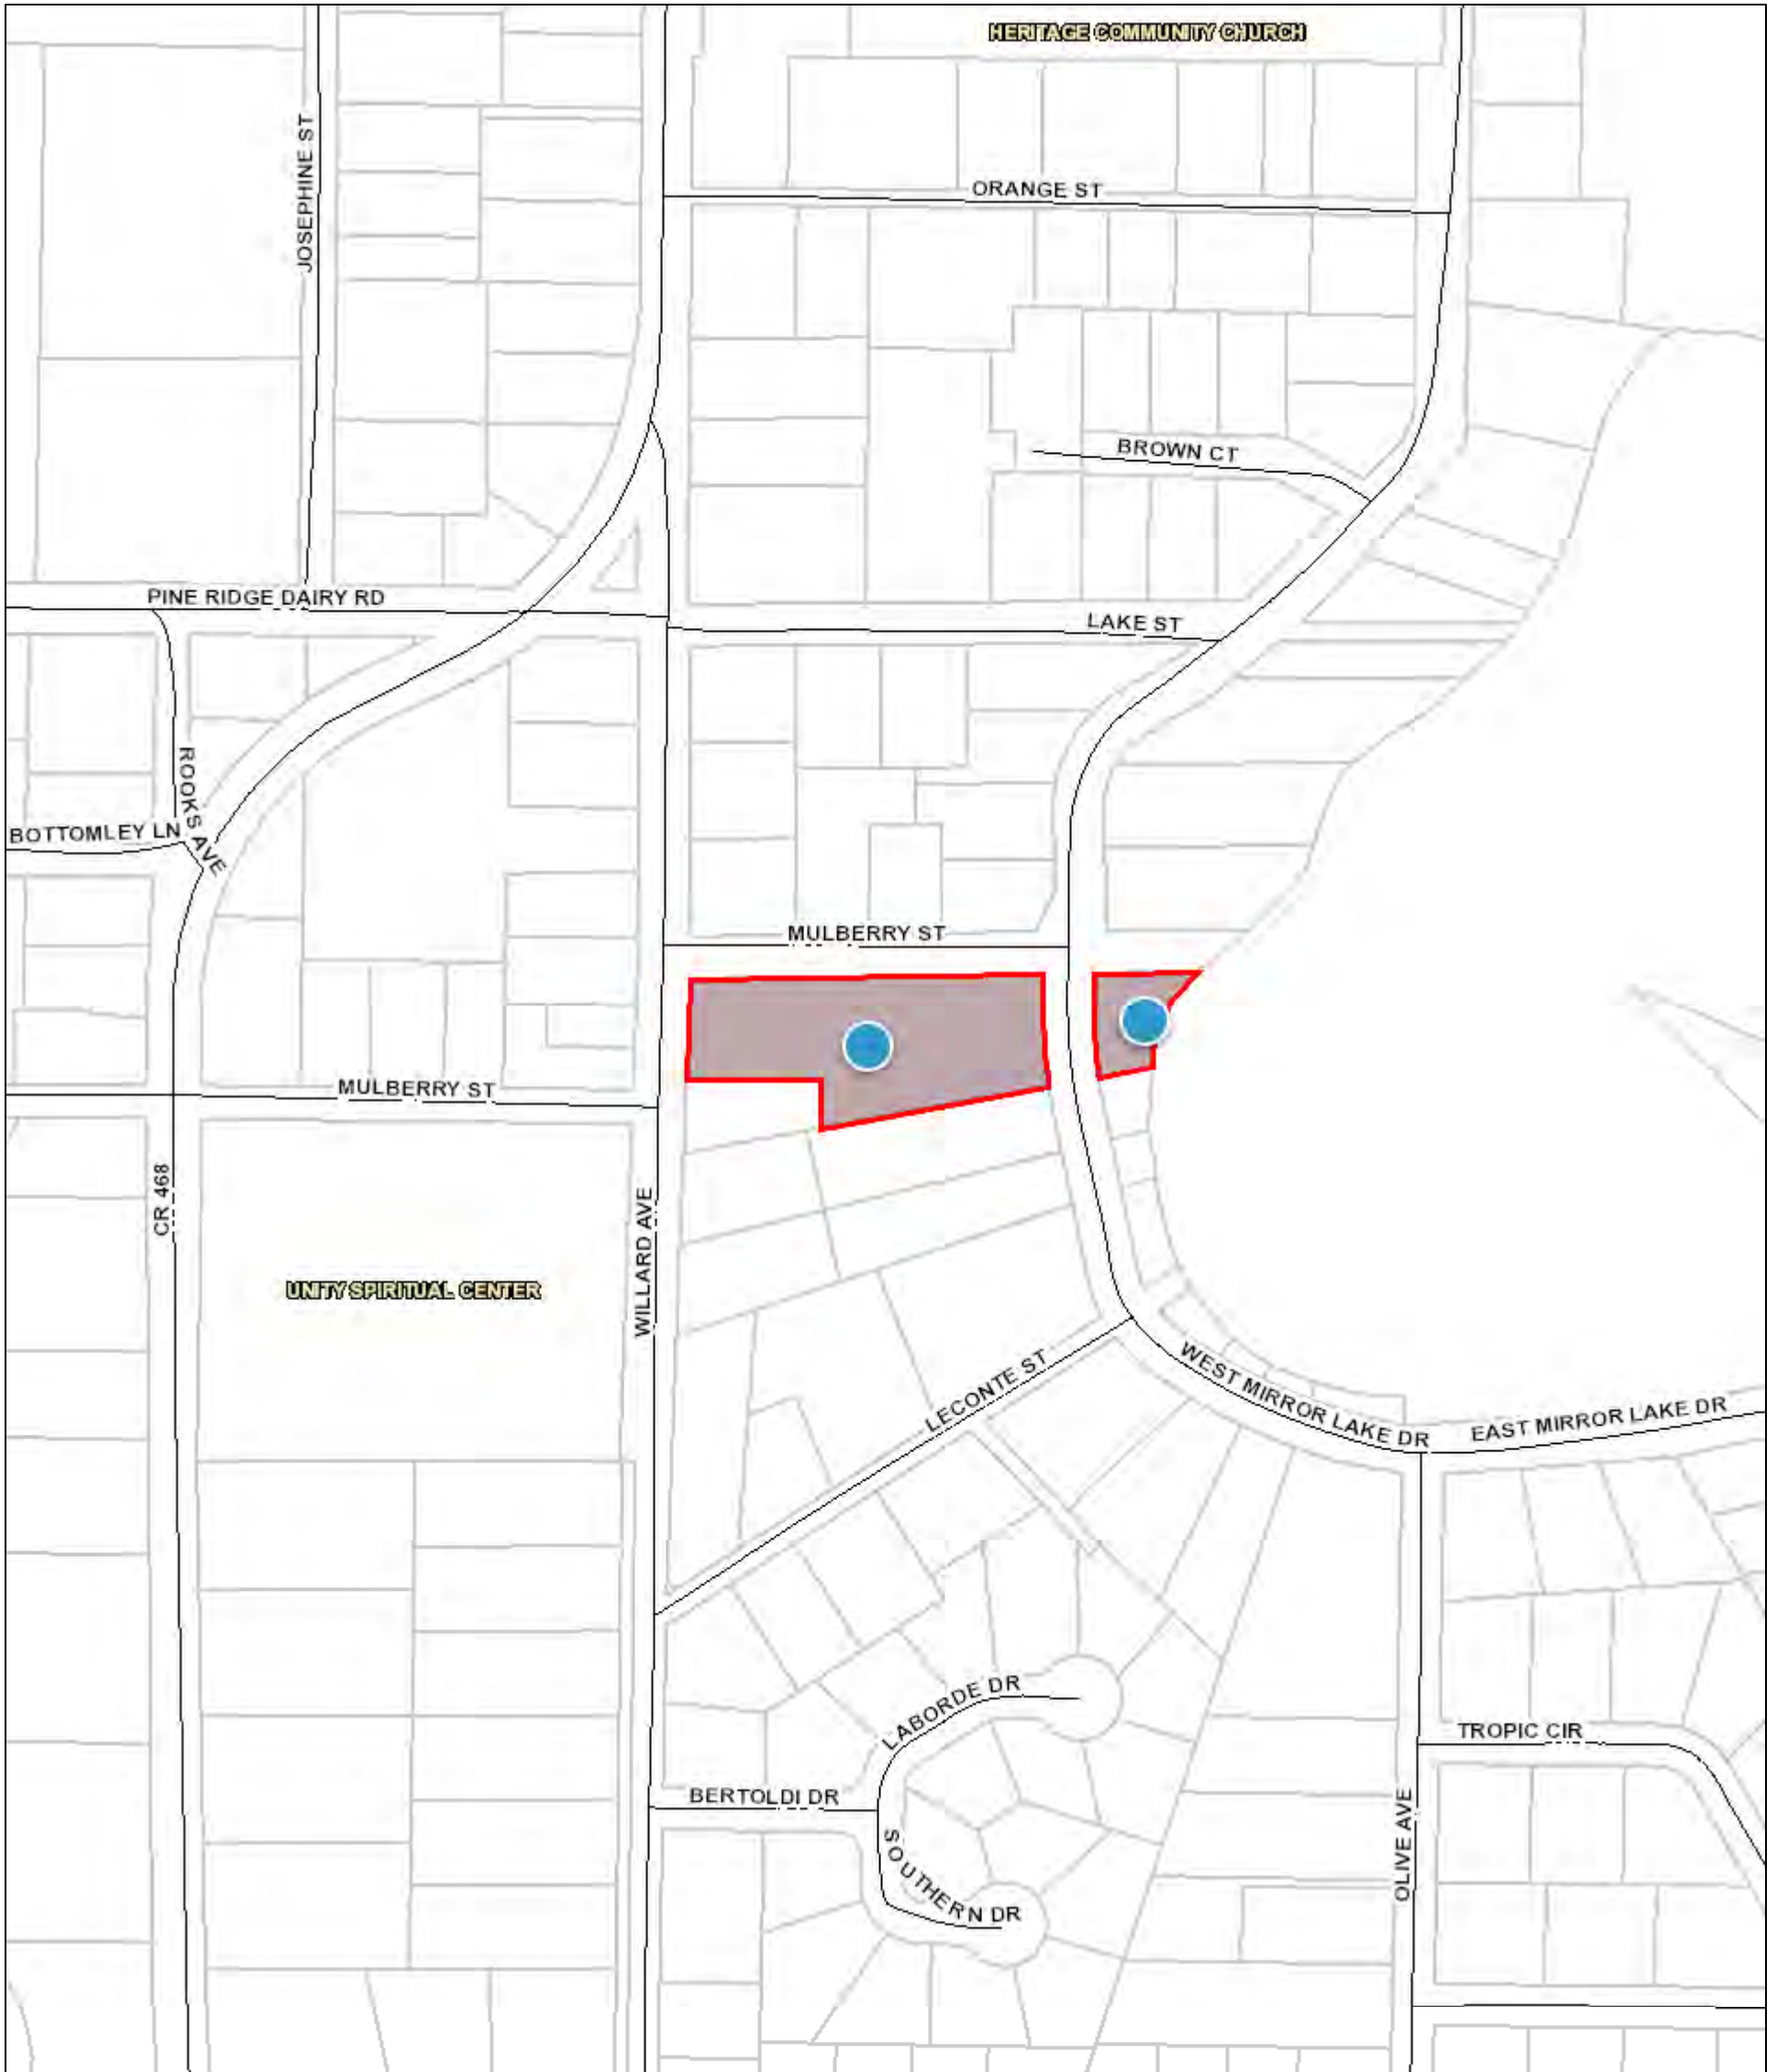 HERITAGE COMMUNITY CHURCH
JOSEPHINE ST
ORANGE ST
BROWN CT
PINE RIDGE DAIRY RD
LAKE ST
ROOKS AVE
BOTTOMLEY LN
MULBERRY ST
MULBERRY ST
CR 468
WILLARD AVE
UNITY SPIRITUAL CENTER
LECONTE ST
WEST MIRROR LAKE DR
EAST MIRROR LAKE DR
LABORDE DR
TROPIC CIR
BERTOLDI DR
OLIVE AVE
SOUTHERN DR